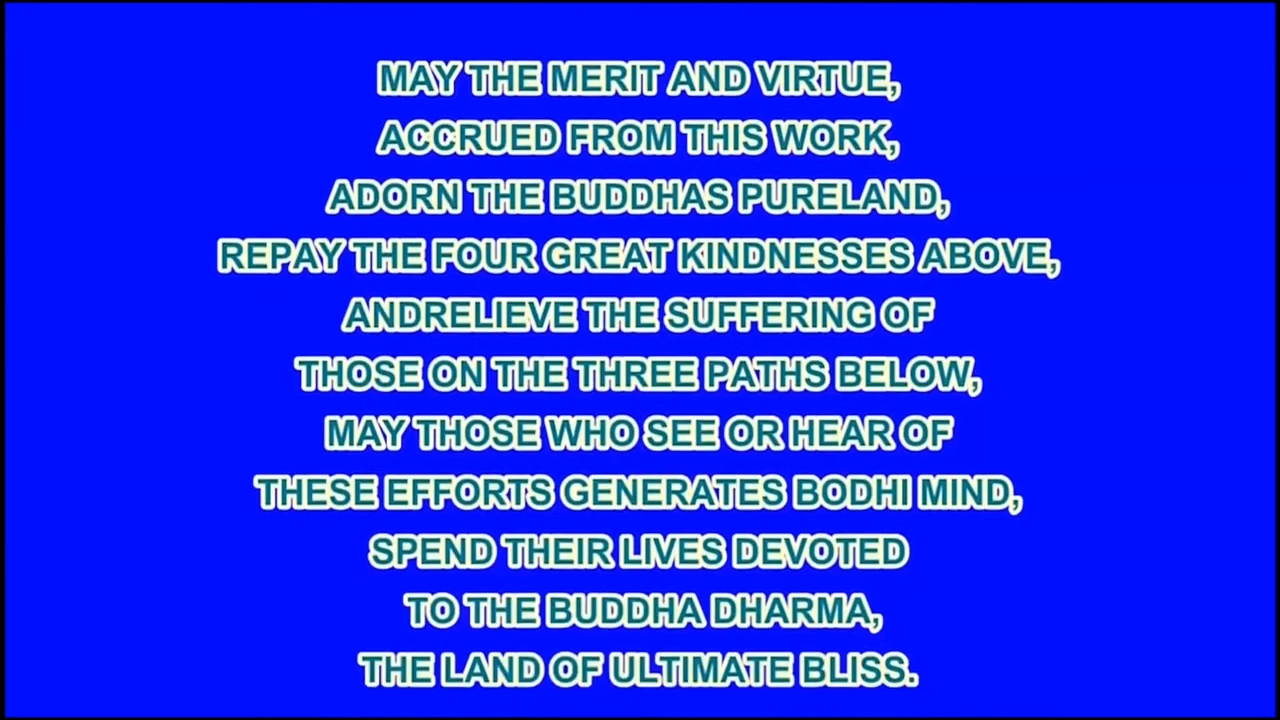 MAY THE MERIT AND VIRTUE,
ACCRUED FROM THIS WORK,
ADORN THE BUDDHAS PURELAND,
REPAY THE FOUR GREAT KINDNESSES ABOVE,
ANDRELIEVE THE SUFFERING OF
THOSE ON THE THREE PATHS BELOW,
MAY THOSE WHO SEE OR HEAR OF
THESE EFFORTS GENERATES BODHI MIND,
SPEND THEIR LIVES DEVOTED
TO THE BUDDHA DHARMA,
THE LAND OF ULTIMATE BLISS.